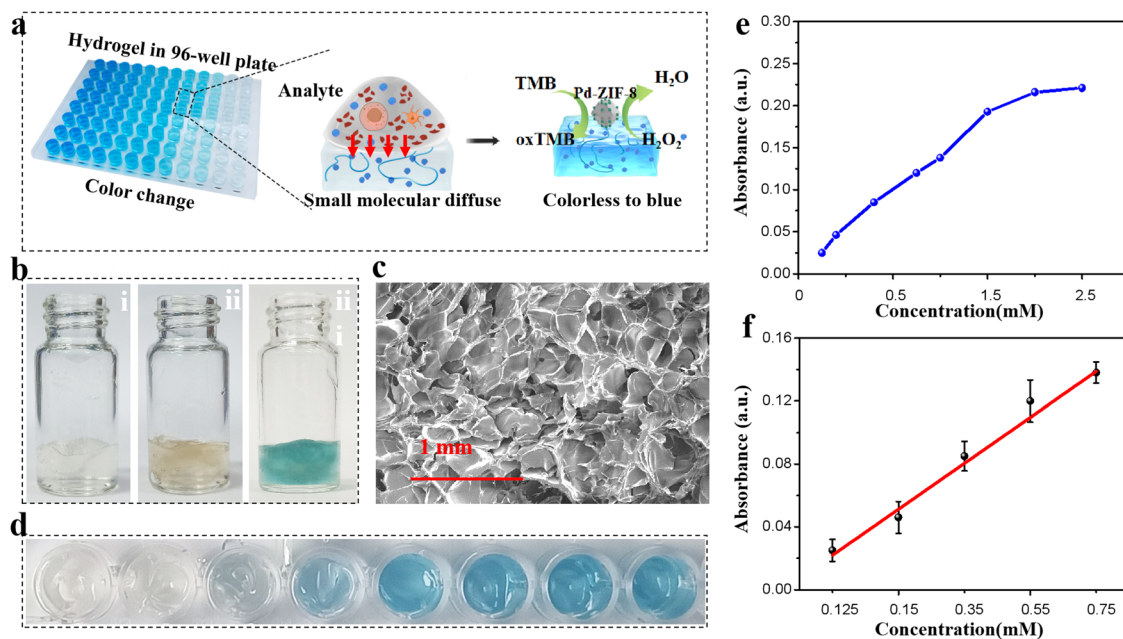 a
Hydrogel in 96-well plate
Color change
Analyte
Small molecular diffuse
TMB
H₂O
Pd-ZIF-8
oxTMB
H₂O₂
Colorless to blue
b
i
ii
ii
i
c
1 mm
d
e
Absorbance (a.u.)
0.30
0.25
0.20
0.15
0.10
0.05
0.00
0
0.5
1.0
1.5
2.5
Concentration(mM)
f
Absorbance (a.u.)
0.16
0.12
0.08
0.04
0.00
0.125
0.15
0.35
0.55
0.75
Concentration(mM)